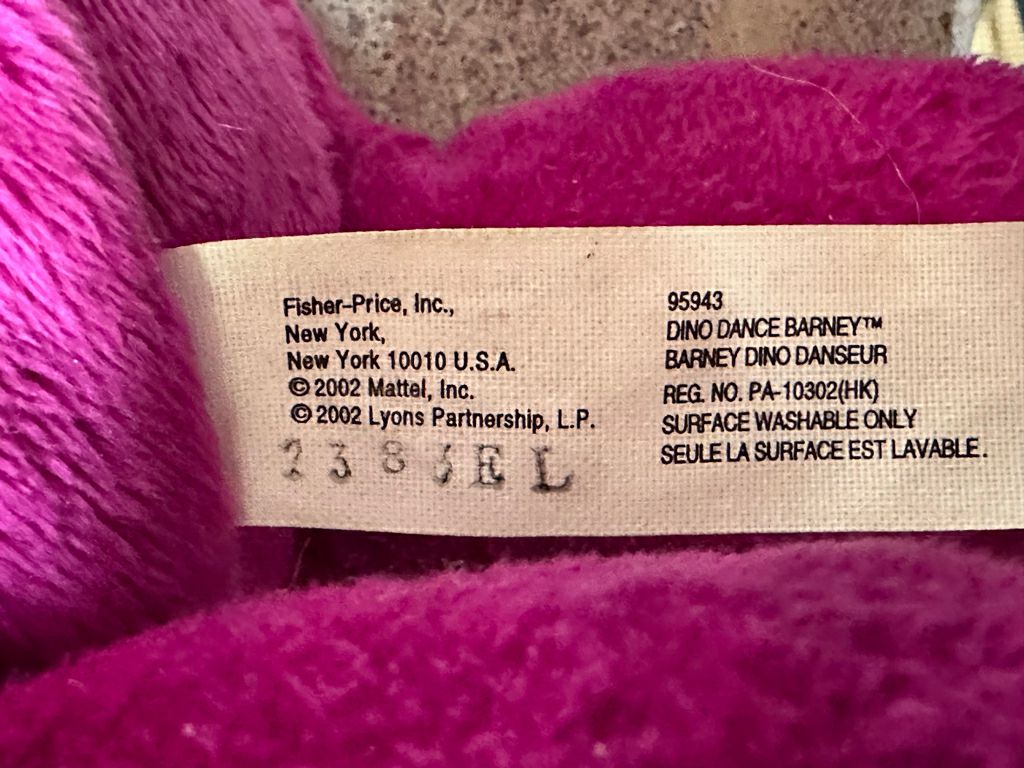 Fisher-Price, Inc.,
New York,
New York 10010 U.S.A.
© 2002 Mattel, Inc.
© 2002 Lyons Partnership, L.P.
95943
DINO DANCE BARNEY™
BARNEY DINO DANSEUR
REG. NO. PA-10302(HK)
SURFACE WASHABLE ONLY
SEULE LA SURFACE EST LAVABLE.